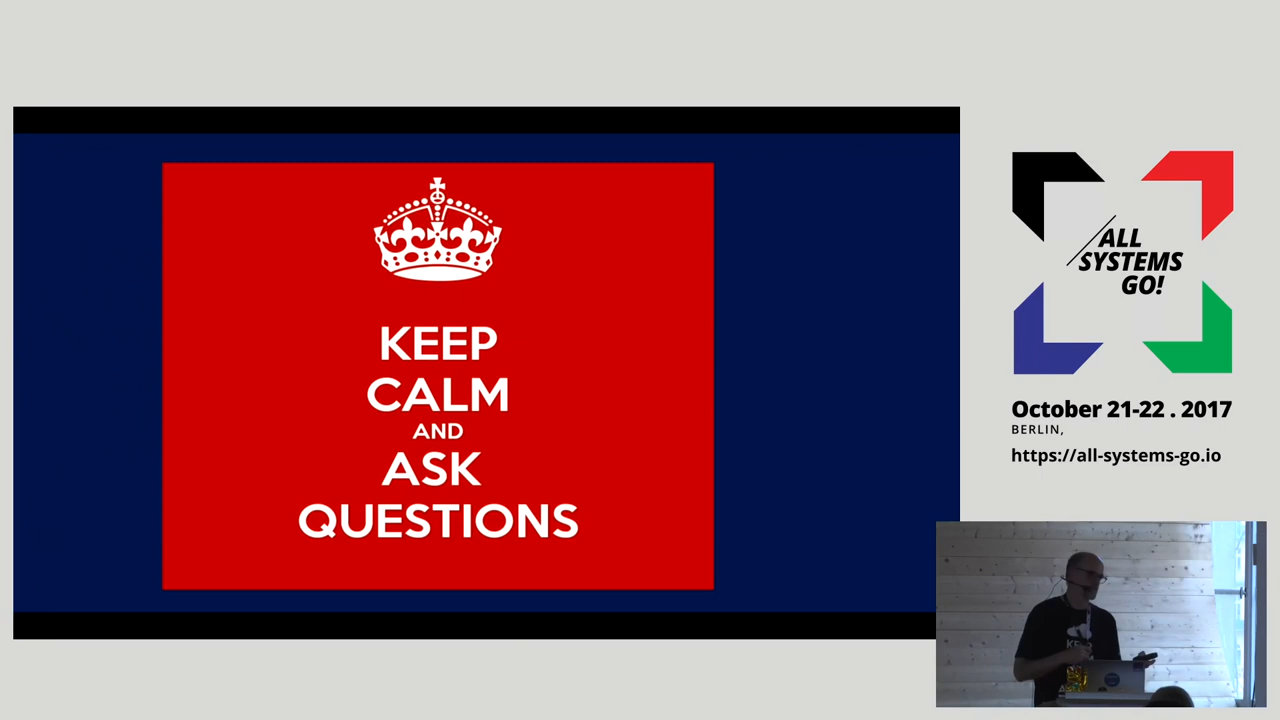 KEEP
CALM
AND
ASK
QUESTIONS
ALL
SYSTEMS
GO!
October 21-22 . 2017
BERLIN,
https://all-systems-go.io